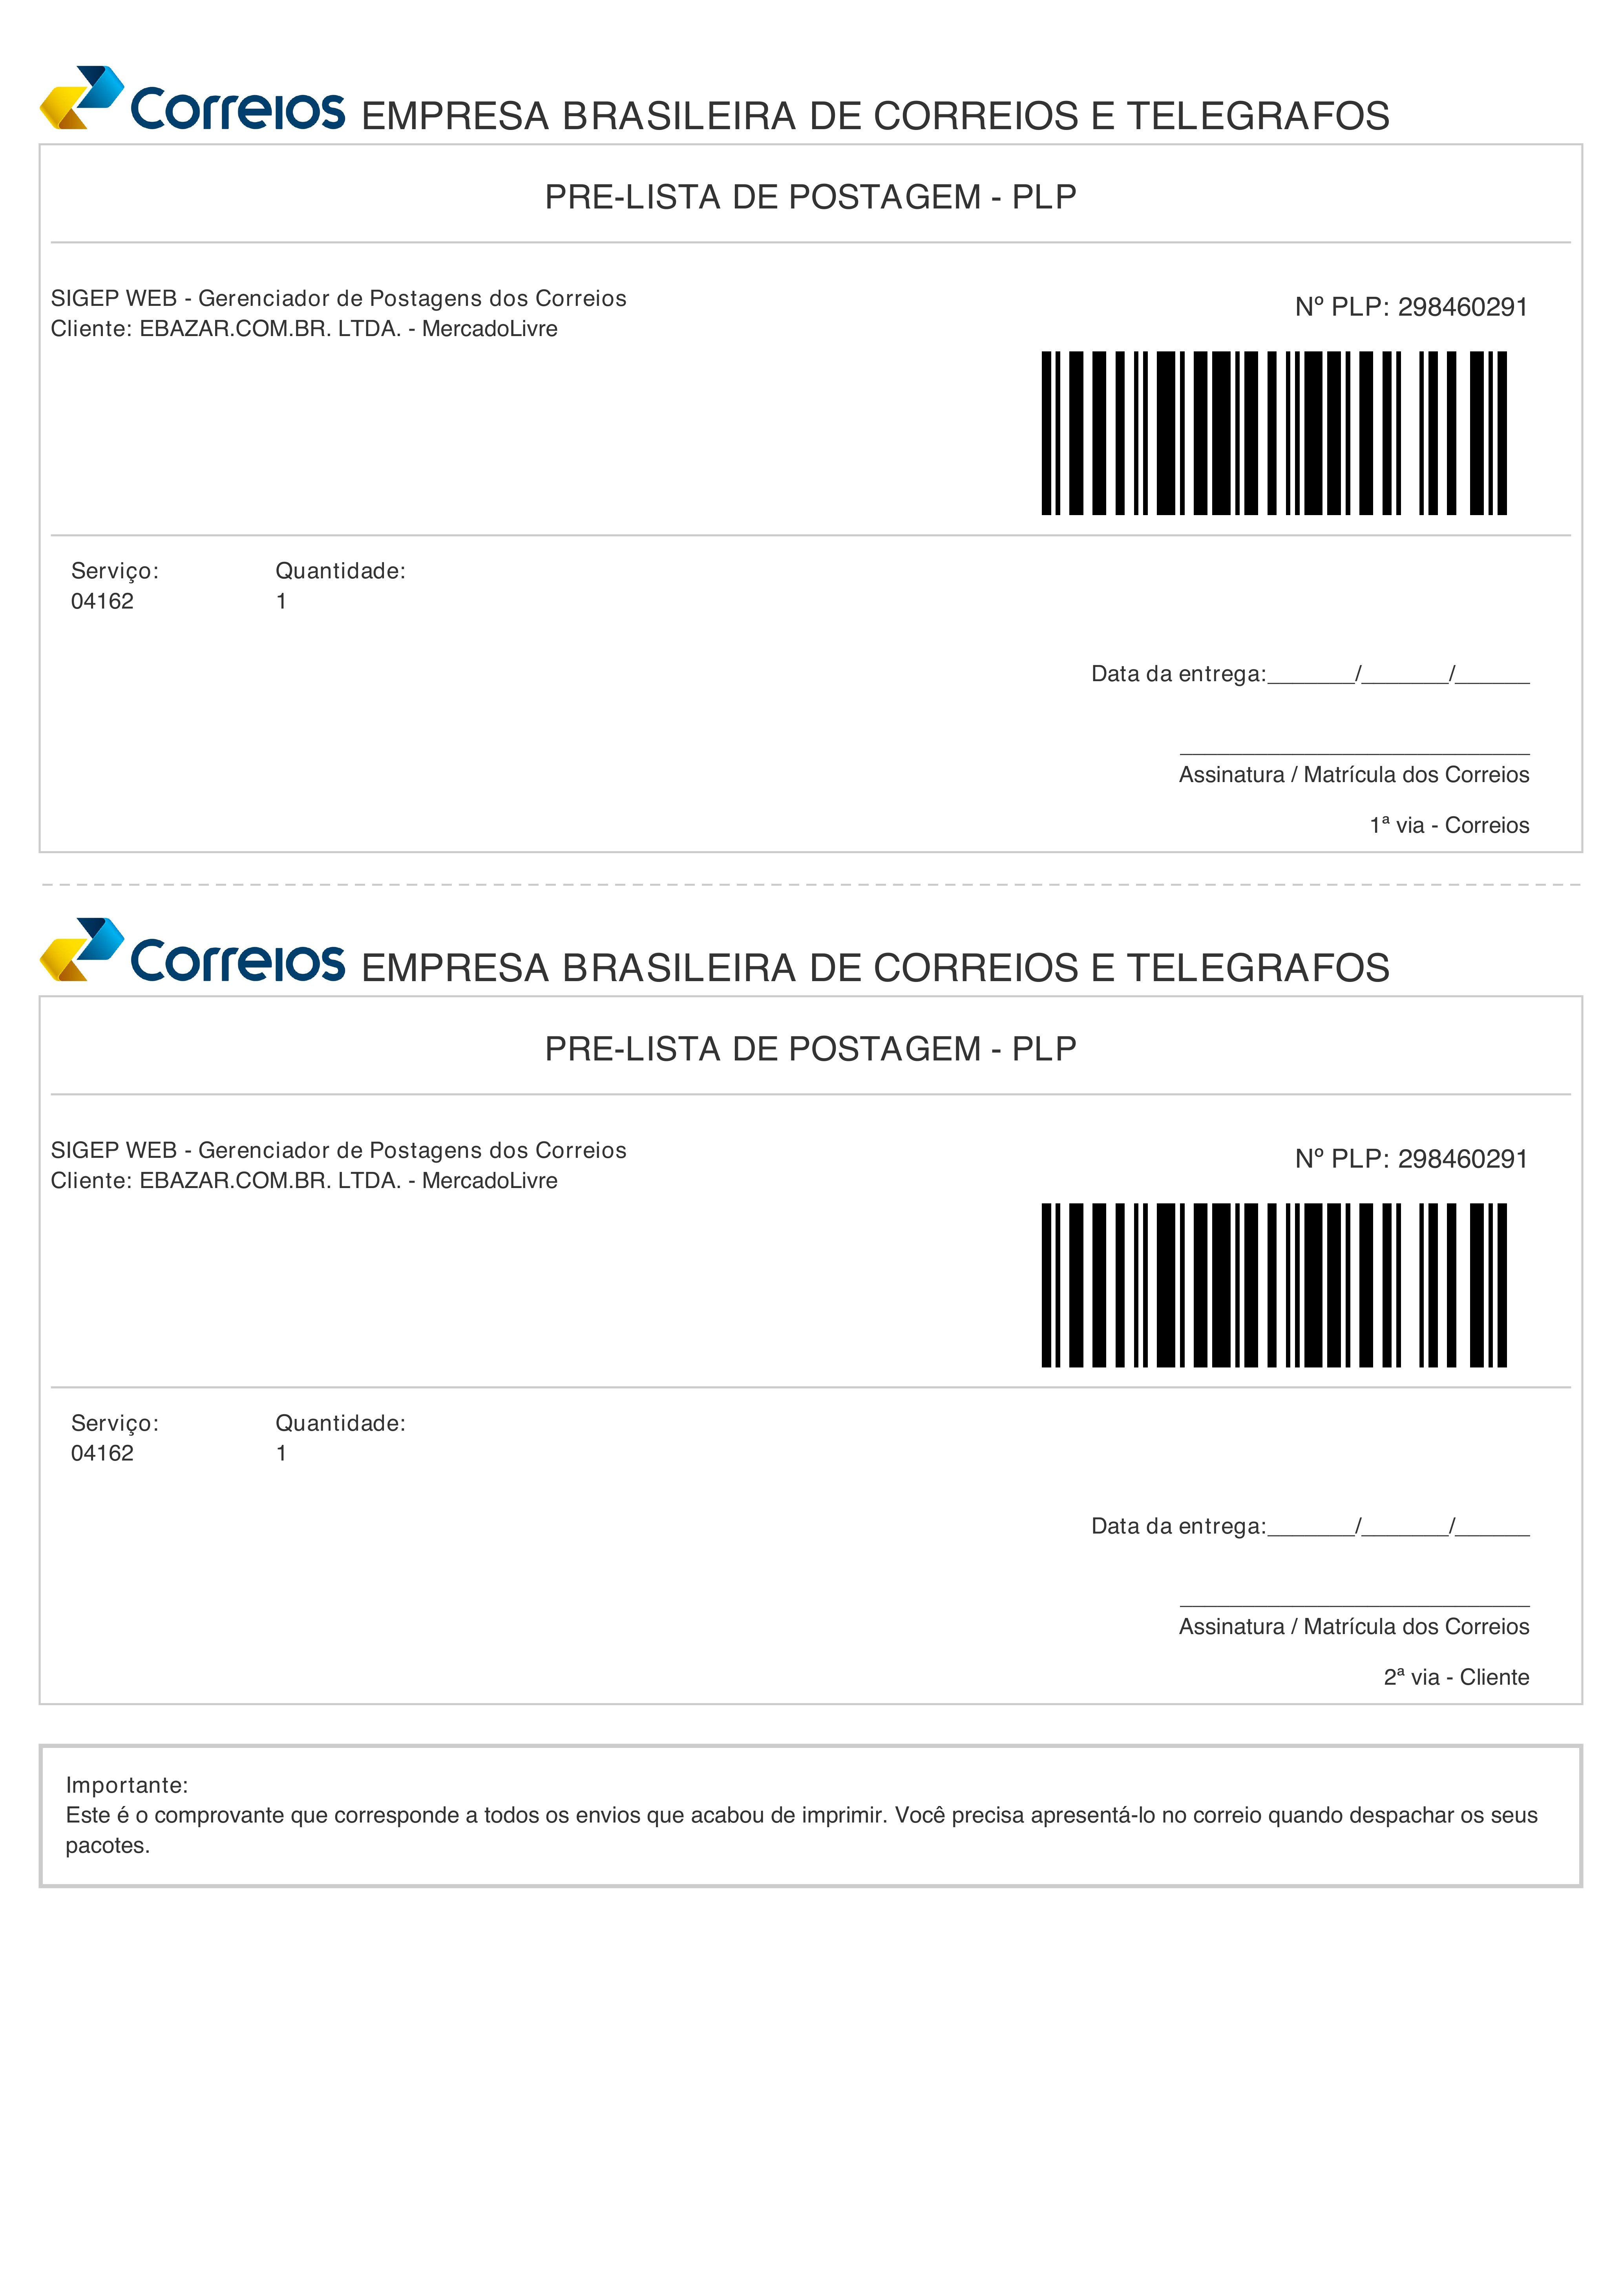 Correios EMPRESA BRASILEIRA DE CORREIOS E TELEGRAFOS
PRE-LISTA DE POSTAGEM - PLP
SIGEP WEB - Gerenciador de Postagens dos Correios
Cliente: EBAZAR.COM.BR. LTDA. - MercadoLivre
Nº PLP: 298460291
Serviço: Quantidade:
04162 1
Data da entrega:_______/_______/______
Assinatura / Matrícula dos Correios
1ª via - Correios
Correios EMPRESA BRASILEIRA DE CORREIOS E TELEGRAFOS
PRE-LISTA DE POSTAGEM - PLP
SIGEP WEB - Gerenciador de Postagens dos Correios
Cliente: EBAZAR.COM.BR. LTDA. - MercadoLivre
Nº PLP: 298460291
Serviço: Quantidade:
04162 1
Data da entrega:_______/_______/______
Assinatura / Matrícula dos Correios
2ª via - Cliente
Importante:
Este é o comprovante que corresponde a todos os envios que acabou de imprimir. Você precisa apresentá-lo no correio quando despachar os seus
pacotes.